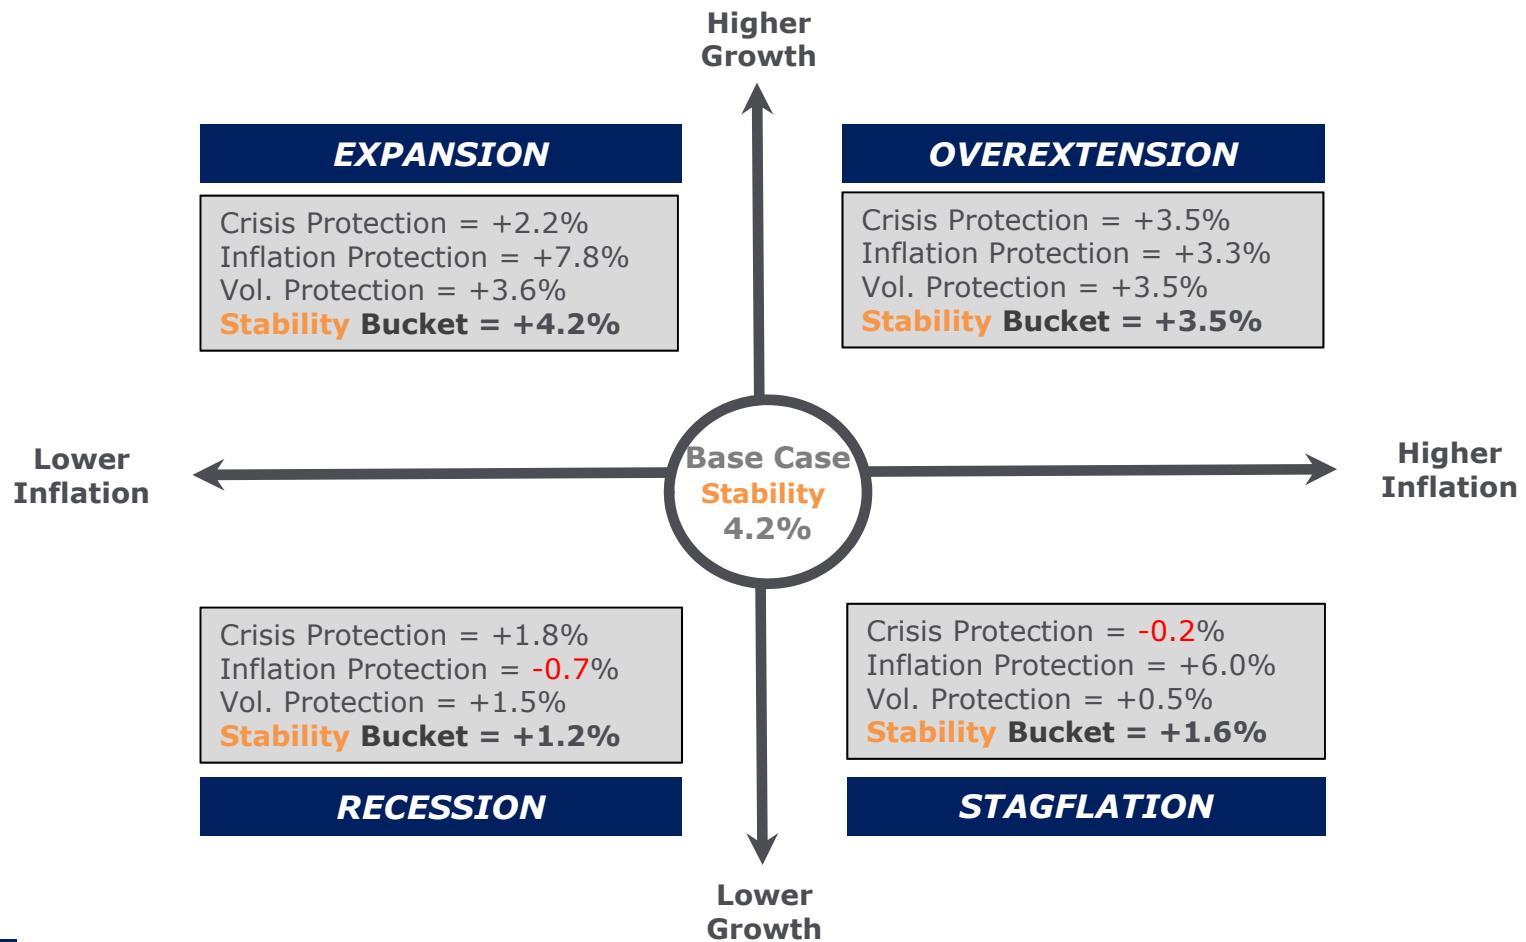 Higher
Growth
EXPANSION
Crisis Protection = +2.2%
Inflation Protection = +7.8%
Vol. Protection = +3.6%
Stability Bucket = +4.2%
OVEREXTENSION
Crisis Protection = +3.5%
Inflation Protection = +3.3%
Vol. Protection = +3.5%
Stability Bucket = +3.5%
Lower
Inflation
Base Case
Stability
4.2%
Higher
Inflation
Crisis Protection = +1.8%
Inflation Protection = -0.7%
Vol. Protection = +1.5%
Stability Bucket = +1.2%
RECESSION
Crisis Protection = -0.2%
Inflation Protection = +6.0%
Vol. Protection = +0.5%
Stability Bucket = +1.6%
STAGFLATION
Lower
Growth